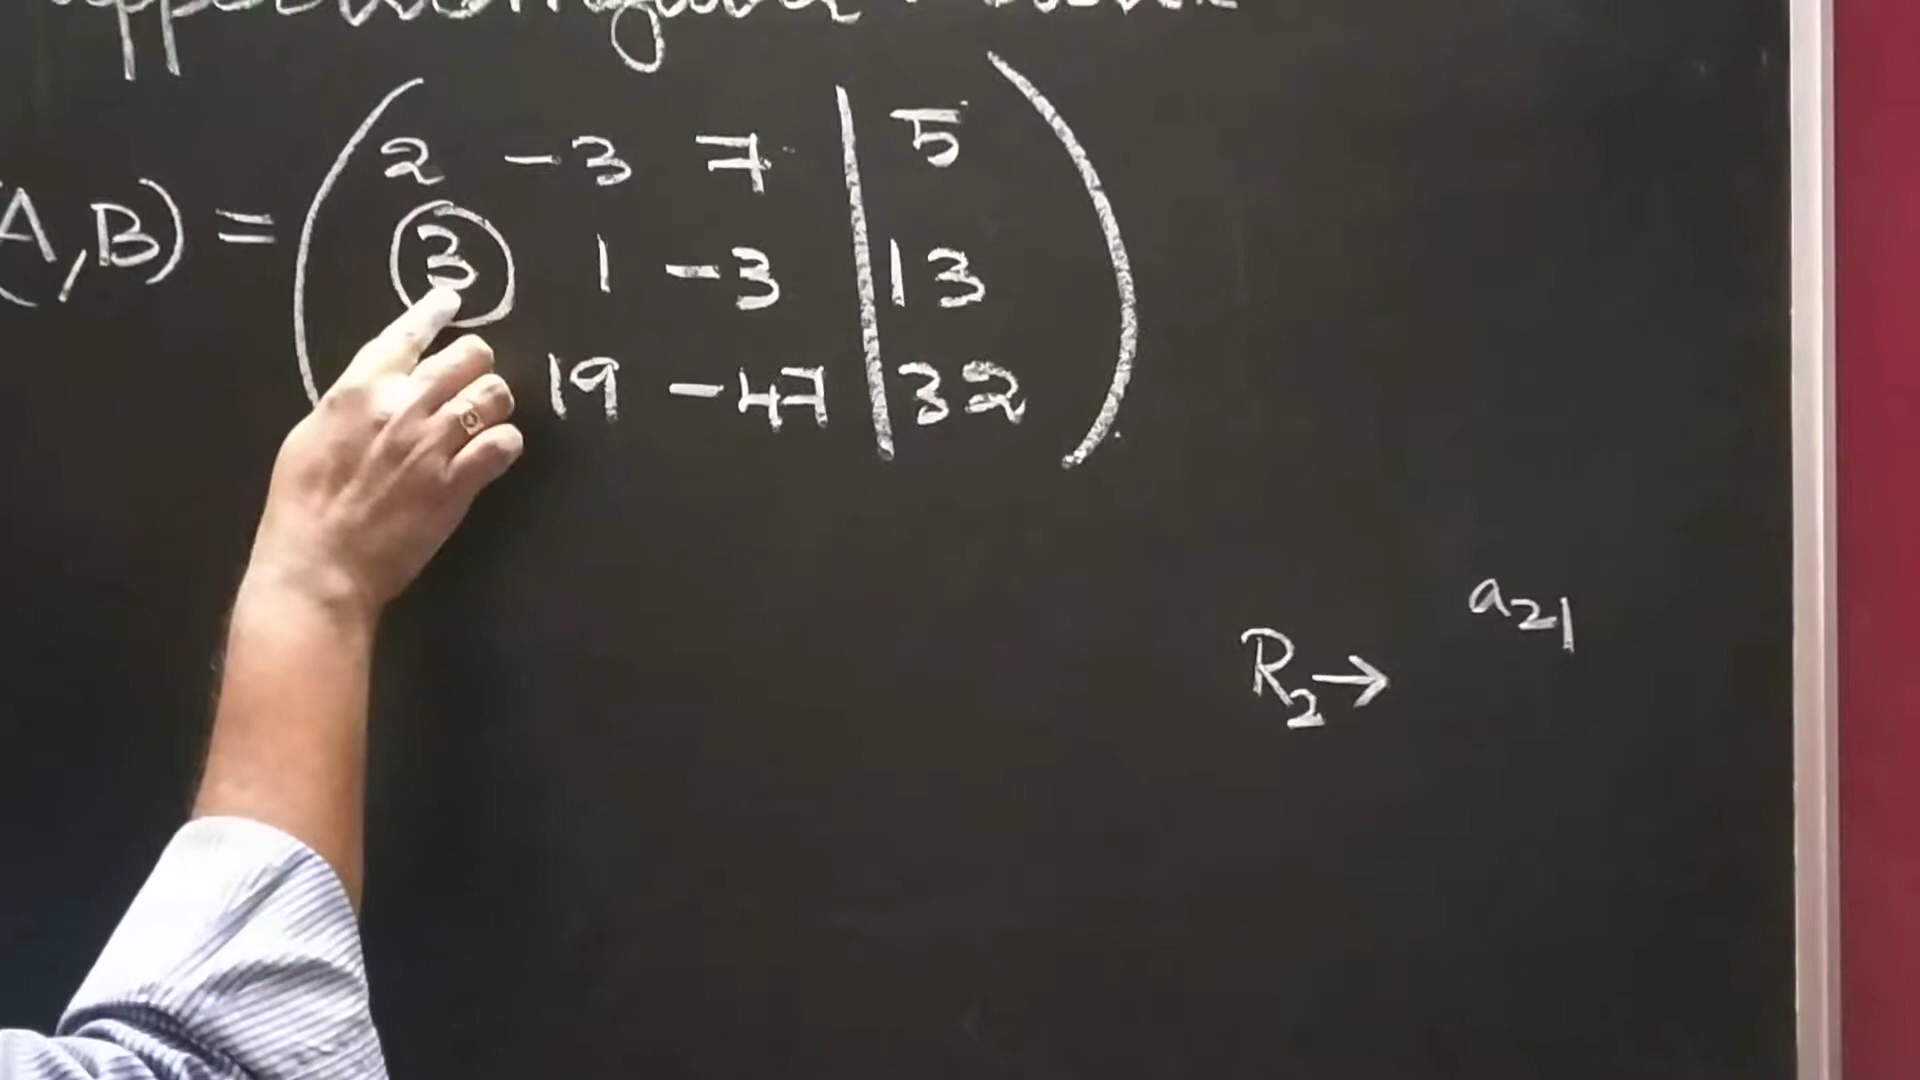 2 -3 7 | 5
(A,B) = 3 1 -3 | 13
19 -47 | 32
a₂₁
R₂→